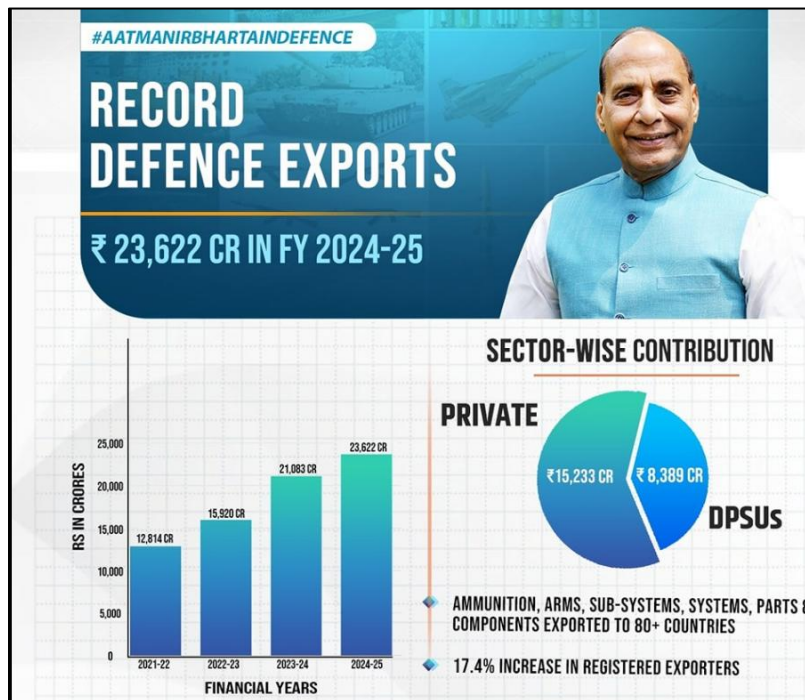 #AATMANIRBHARTAINDEFENCE
RECORD
DEFENCE EXPORTS
₹ 23,622 CR IN FY 2024-25
SECTOR-WISE CONTRIBUTION
PRIVATE
₹15,233 CR
₹ 8,389 CR
DPSUs
RS IN CRORES
25,000
20,000
15,000
10,000
5,000
0
12,814 CR
15,920 CR
21,083 CR
23,622 CR
2021-22
2022-23
2023-24
2024-25
FINANCIAL YEARS
AMMUNITION, ARMS, SUB-SYSTEMS, SYSTEMS, PARTS &
COMPONENTS EXPORTED TO 80+ COUNTRIES
17.4% INCREASE IN REGISTERED EXPORTERS